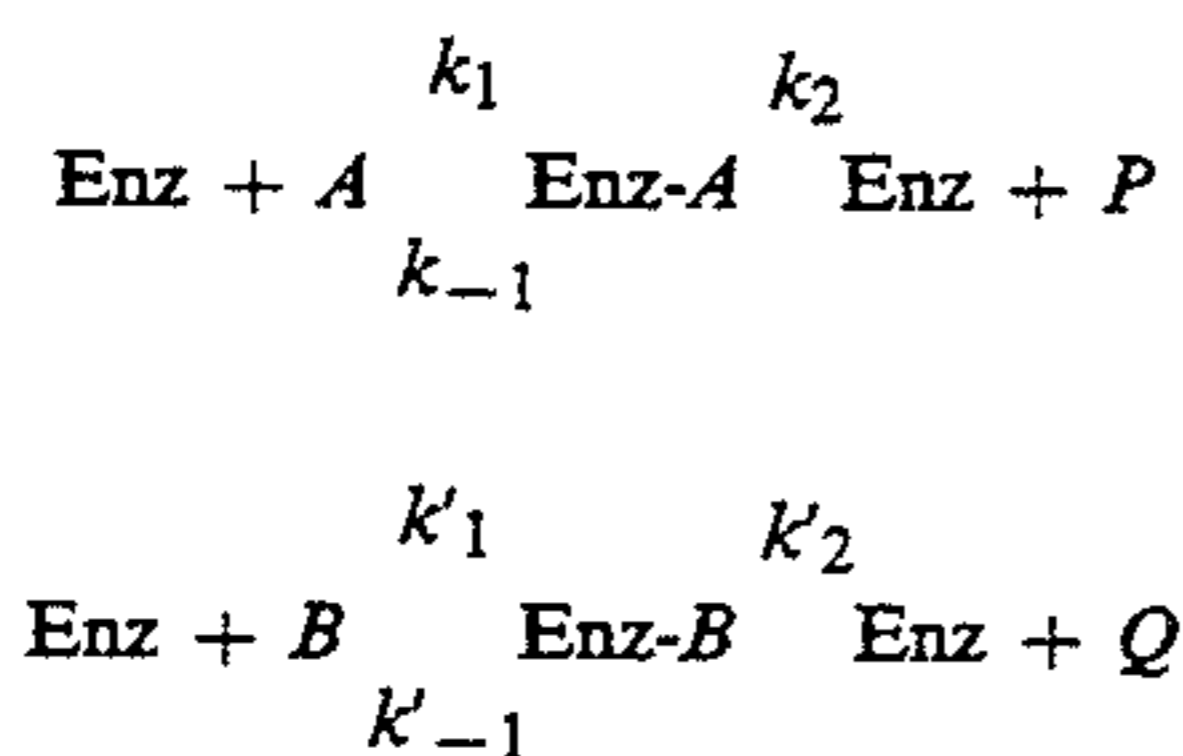 k₁ k₂
Enz + A Enz-A Enz + P
k₋₁
k′₁ k′₂
Enz + B Enz-B Enz + Q
k′₋₁